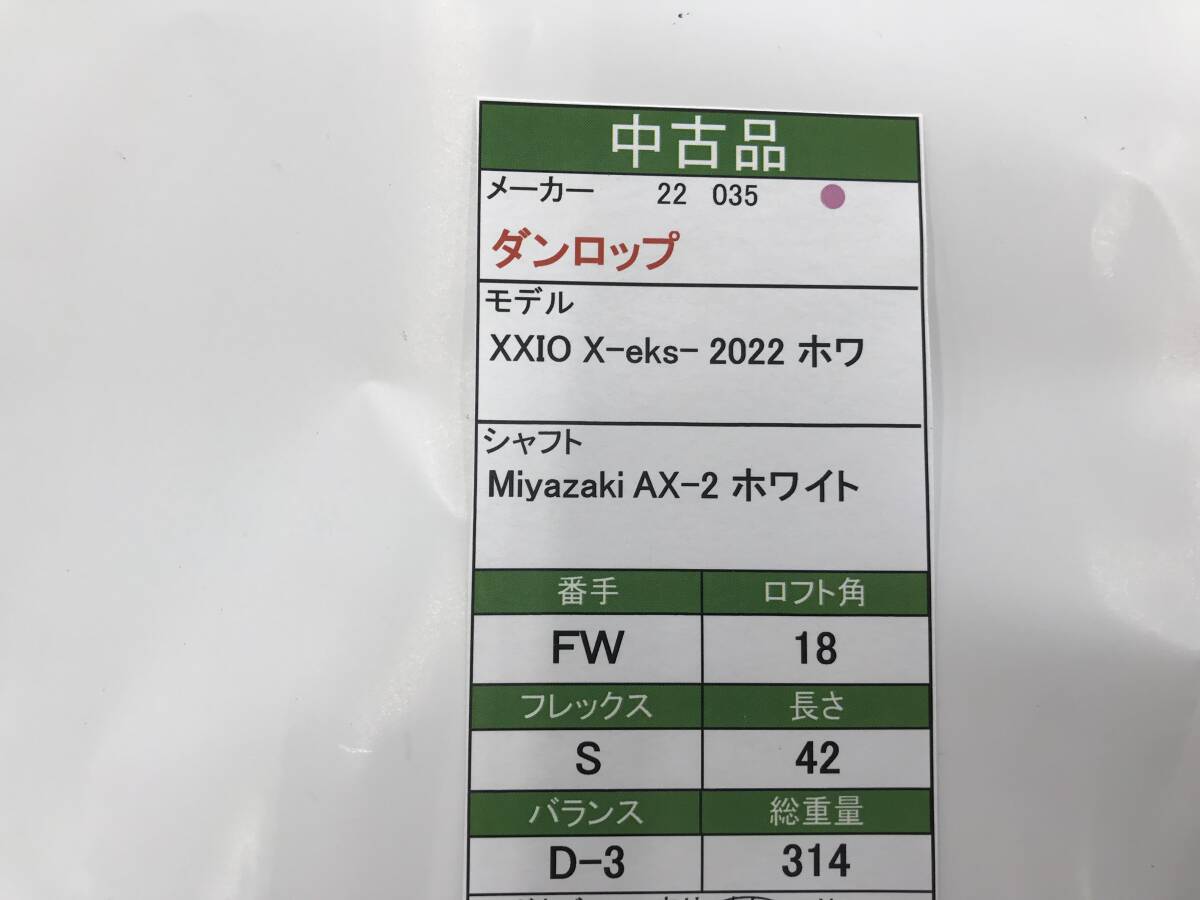 中古品
メーカー 22 035
ダンロップ
モデル
XXIO X-eks- 2022 ホワ
シャフト
Miyazaki AX-2 ホワイト
番手 ロフト角
FW 18
フレックス 長さ
S 42
バランス 総重量
D-3 314